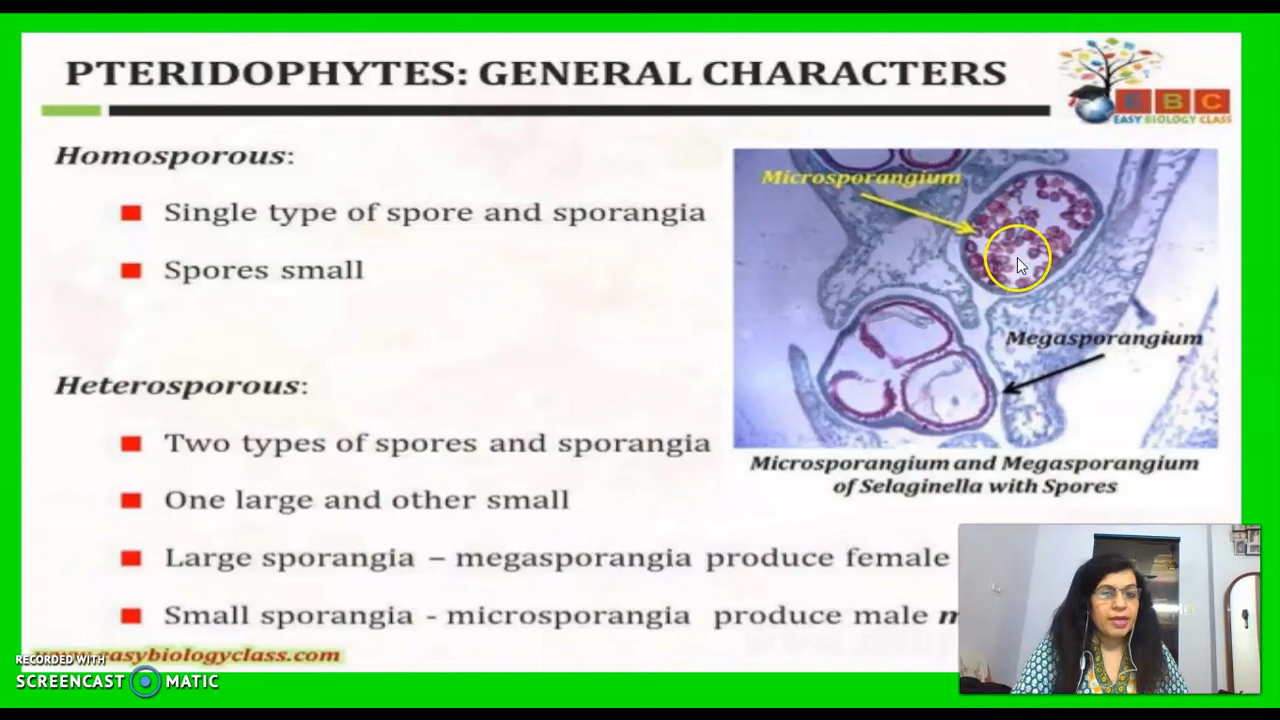 PTERIDOPHYTES: GENERAL CHARACTERS
E B C
EASY BIOLOGY CLASS
Homosporous:
Single type of spore and sporangia
Spores small
Heterosporous:
Two types of spores and sporangia
One large and other small
Large sporangia – megasporangia produce female
Small sporangia - microsporangia produce male
Microsporangium
Megasporangium
Microsporangium and Megasporangium
of Selaginella with Spores
easybiologyclass.com
RECORDED WITH
SCREENCAST MATIC